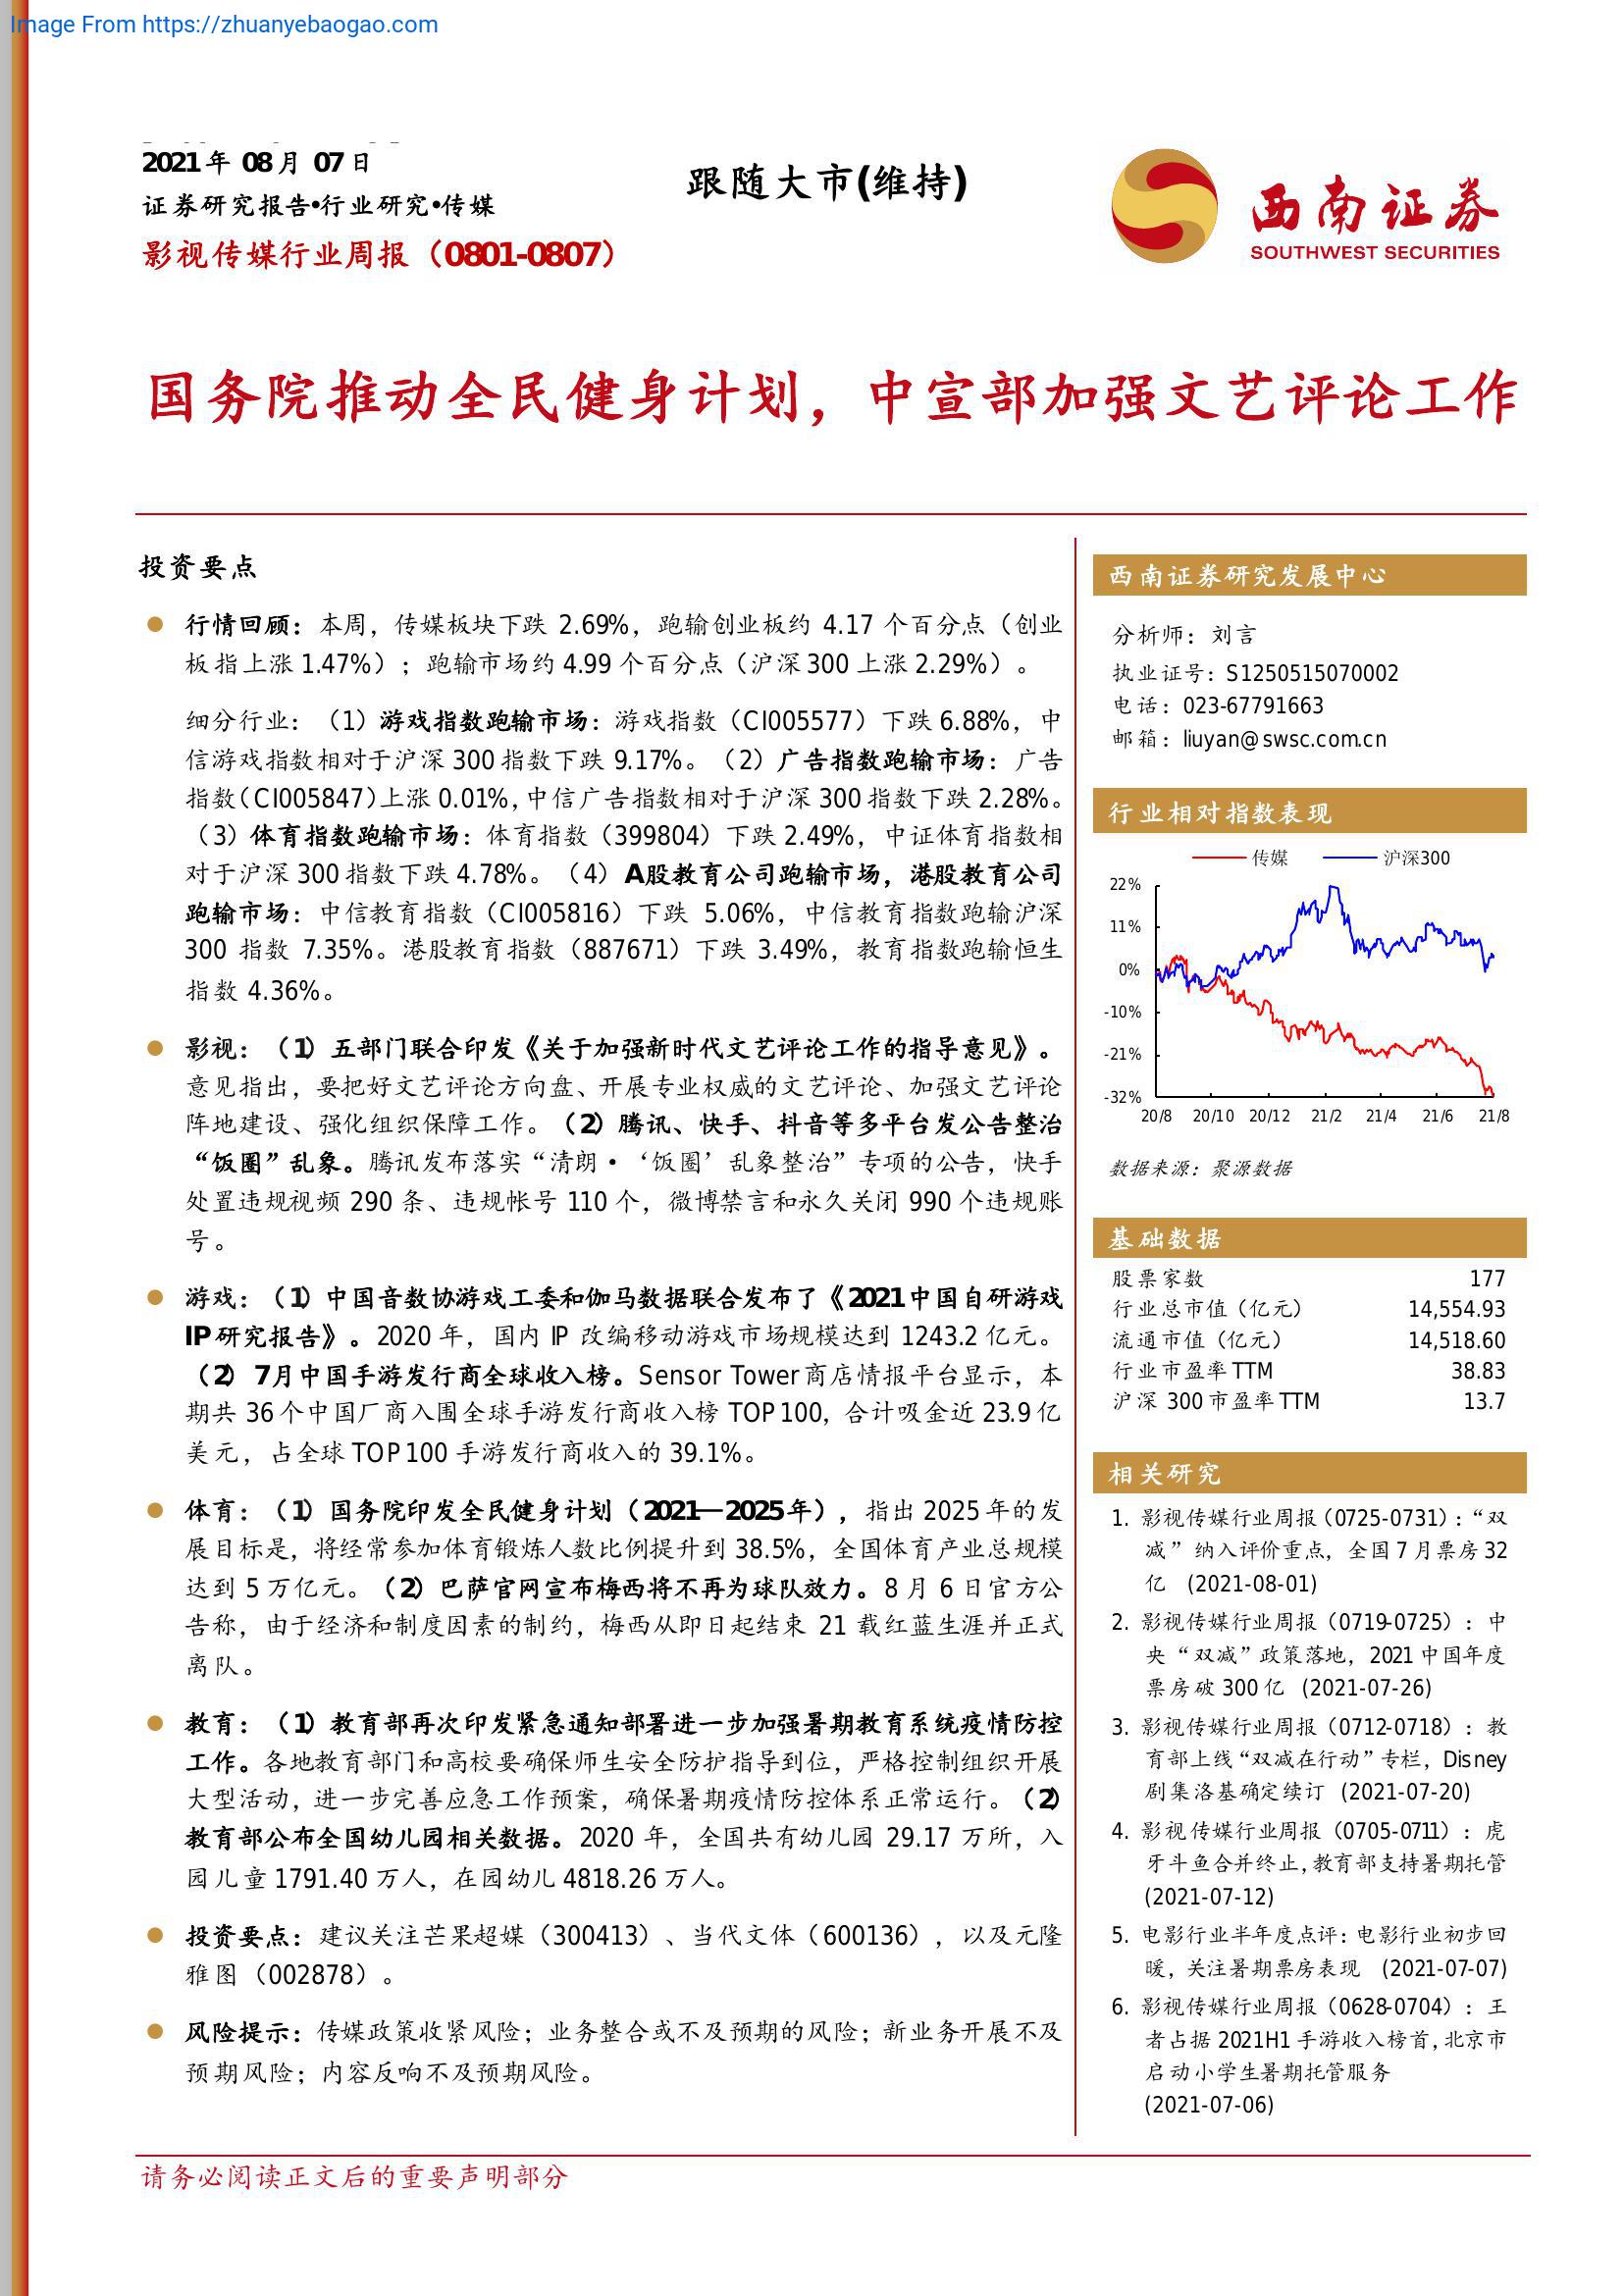 Image From https://zhuanyebaogao.com
2021年 08月 07日
证券研究报告•行业研究•传媒
影视传媒行业周报（0801-0807）
跟随大市(维持)
西南证券
SOUTHWEST SECURITIES
国务院推动全民健身计划，中宣部加强文艺评论工作
投资要点
行情回顾：本周，传媒板块下跌 2.69%，跑输创业板约 4.17 个百分点（创业
板指上涨 1.47%）；跑输市场约 4.99 个百分点（沪深 300 上涨 2.29%）。
细分行业：（1）游戏指数跑输市场：游戏指数（CI005577）下跌 6.88%，中
信游戏指数相对于沪深 300 指数下跌 9.17%。（2）广告指数跑输市场：广告
指数（CI005847）上涨 0.01%，中信广告指数相对于沪深 300 指数下跌 2.28%。
（3）体育指数跑输市场：体育指数（399804）下跌 2.49%，中证体育指数相
对于沪深 300 指数下跌 4.78%。（4）A股教育公司跑输市场，港股教育公司
跑输市场：中信教育指数（CI005816）下跌 5.06%，中信教育指数跑输沪深
300 指数 7.35%。港股教育指数（887671）下跌 3.49%，教育指数跑输恒生
指数 4.36%。
影视：（1）五部门联合印发《关于加强新时代文艺评论工作的指导意见》。
意见指出，要把好文艺评论方向盘、开展专业权威的文艺评论、加强文艺评论
阵地建设、强化组织保障工作。（2）腾讯、快手、抖音等多平台发公告整治
“饭圈”乱象。腾讯发布落实“清朗·‘饭圈’乱象整治”专项的公告，快手
处置违规视频 290 条、违规帐号 110 个，微博禁言和永久关闭 990 个违规账
号。
游戏：（1）中国音数协游戏工委和伽马数据联合发布了《2021中国自研游戏
IP研究报告》。2020 年，国内 IP 改编移动游戏市场规模达到 1243.2 亿元。
（2）7月中国手游发行商全球收入榜。Sensor Tower商店情报平台显示，本
期共 36个中国厂商入围全球手游发行商收入榜 TOP100，合计吸金近 23.9亿
美元，占全球 TOP100 手游发行商收入的 39.1%。
体育：（1）国务院印发全民健身计划（2021—2025年），指出 2025年的发
展目标是，将经常参加体育锻炼人数比例提升到 38.5%，全国体育产业总规模
达到 5 万亿元。（2）巴萨官网宣布梅西将不再为球队效力。8 月 6 日官方公
告称，由于经济和制度因素的制约，梅西从即日起结束 21 载红蓝生涯并正式
离队。
教育：（1）教育部再次印发紧急通知部署进一步加强暑期教育系统疫情防控
工作。各地教育部门和高校要确保师生安全防护指导到位，严格控制组织开展
大型活动，进一步完善应急工作预案，确保暑期疫情防控体系正常运行。（2）
教育部公布全国幼儿园相关数据。2020 年，全国共有幼儿园 29.17 万所，入
园儿童 1791.40 万人，在园幼儿 4818.26 万人。
投资要点：建议关注芒果超媒（300413）、当代文体（600136），以及元隆
雅图（002878）。
风险提示：传媒政策收紧风险；业务整合或不及预期的风险；新业务开展不及
预期风险；内容反响不及预期风险。
西南证券研究发展中心
分析师：刘言
执业证号：S1250515070002
电话：023-67791663
邮箱：liuyan@swsc.com.cn
行业相对指数表现
传媒 沪深300
22%
11%
0%
-10%
-21%
-32%
20/8 20/10 20/12 21/2 21/4 21/6 21/8
数据来源：聚源数据
基础数据
股票家数 177
行业总市值（亿元） 14,554.93
流通市值（亿元） 14,518.60
行业市盈率TTM 38.83
沪深 300市盈率TTM 13.7
相关研究
1. 影视传媒行业周报（0725-0731）：“双
减”纳入评价重点，全国 7 月票房 32
亿 (2021-08-01)
2. 影视传媒行业周报（0719-0725）：中
央“双减”政策落地，2021 中国年度
票房破 300 亿 (2021-07-26)
3. 影视传媒行业周报（0712-0718）：教
育部上线“双减在行动”专栏，Disney
剧集洛基确定续订 (2021-07-20)
4. 影视传媒行业周报（0705-0711）：虎
牙斗鱼合并终止，教育部支持暑期托管
(2021-07-12)
5. 电影行业半年度点评：电影行业初步回
暖，关注暑期票房表现 (2021-07-07)
6. 影视传媒行业周报（0628-0704）：王
者占据 2021H1 手游收入榜首，北京市
启动小学生暑期托管服务
(2021-07-06)
请务必阅读正文后的重要声明部分